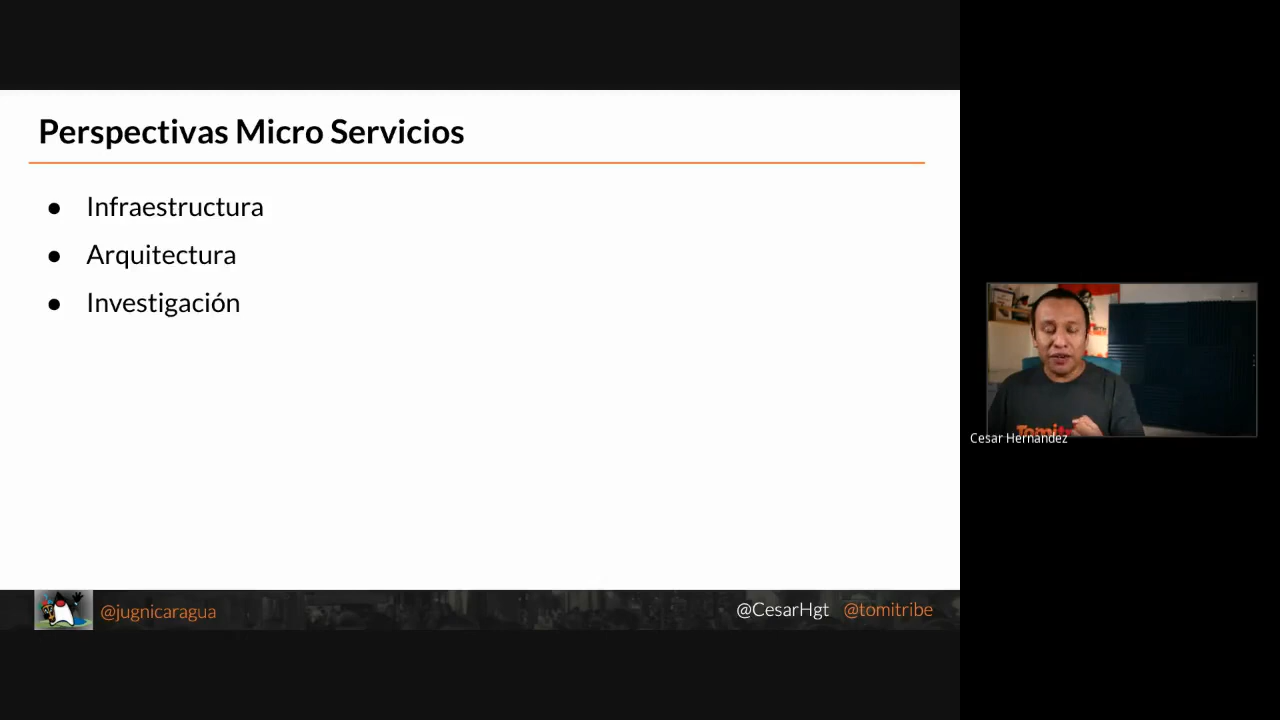 Perspectivas Micro Servicios
● Infraestructura
● Arquitectura
● Investigación
@jugnicaragua
@CesarHgt @tomitribe
Cesar Hernandez